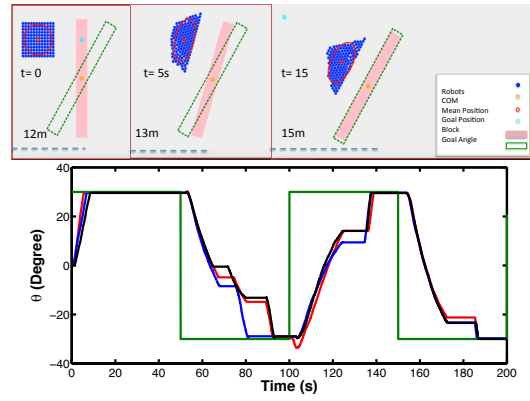 t= 0
12m
t= 5s
13m
t= 15
15m
Robots
COM
Mean Position
Goal Position
Block
Goal Angle
40
20
0
−20
−40
θ (Degree)
0 20 40 60 80 100 120 140 160 180 200
Time (s)